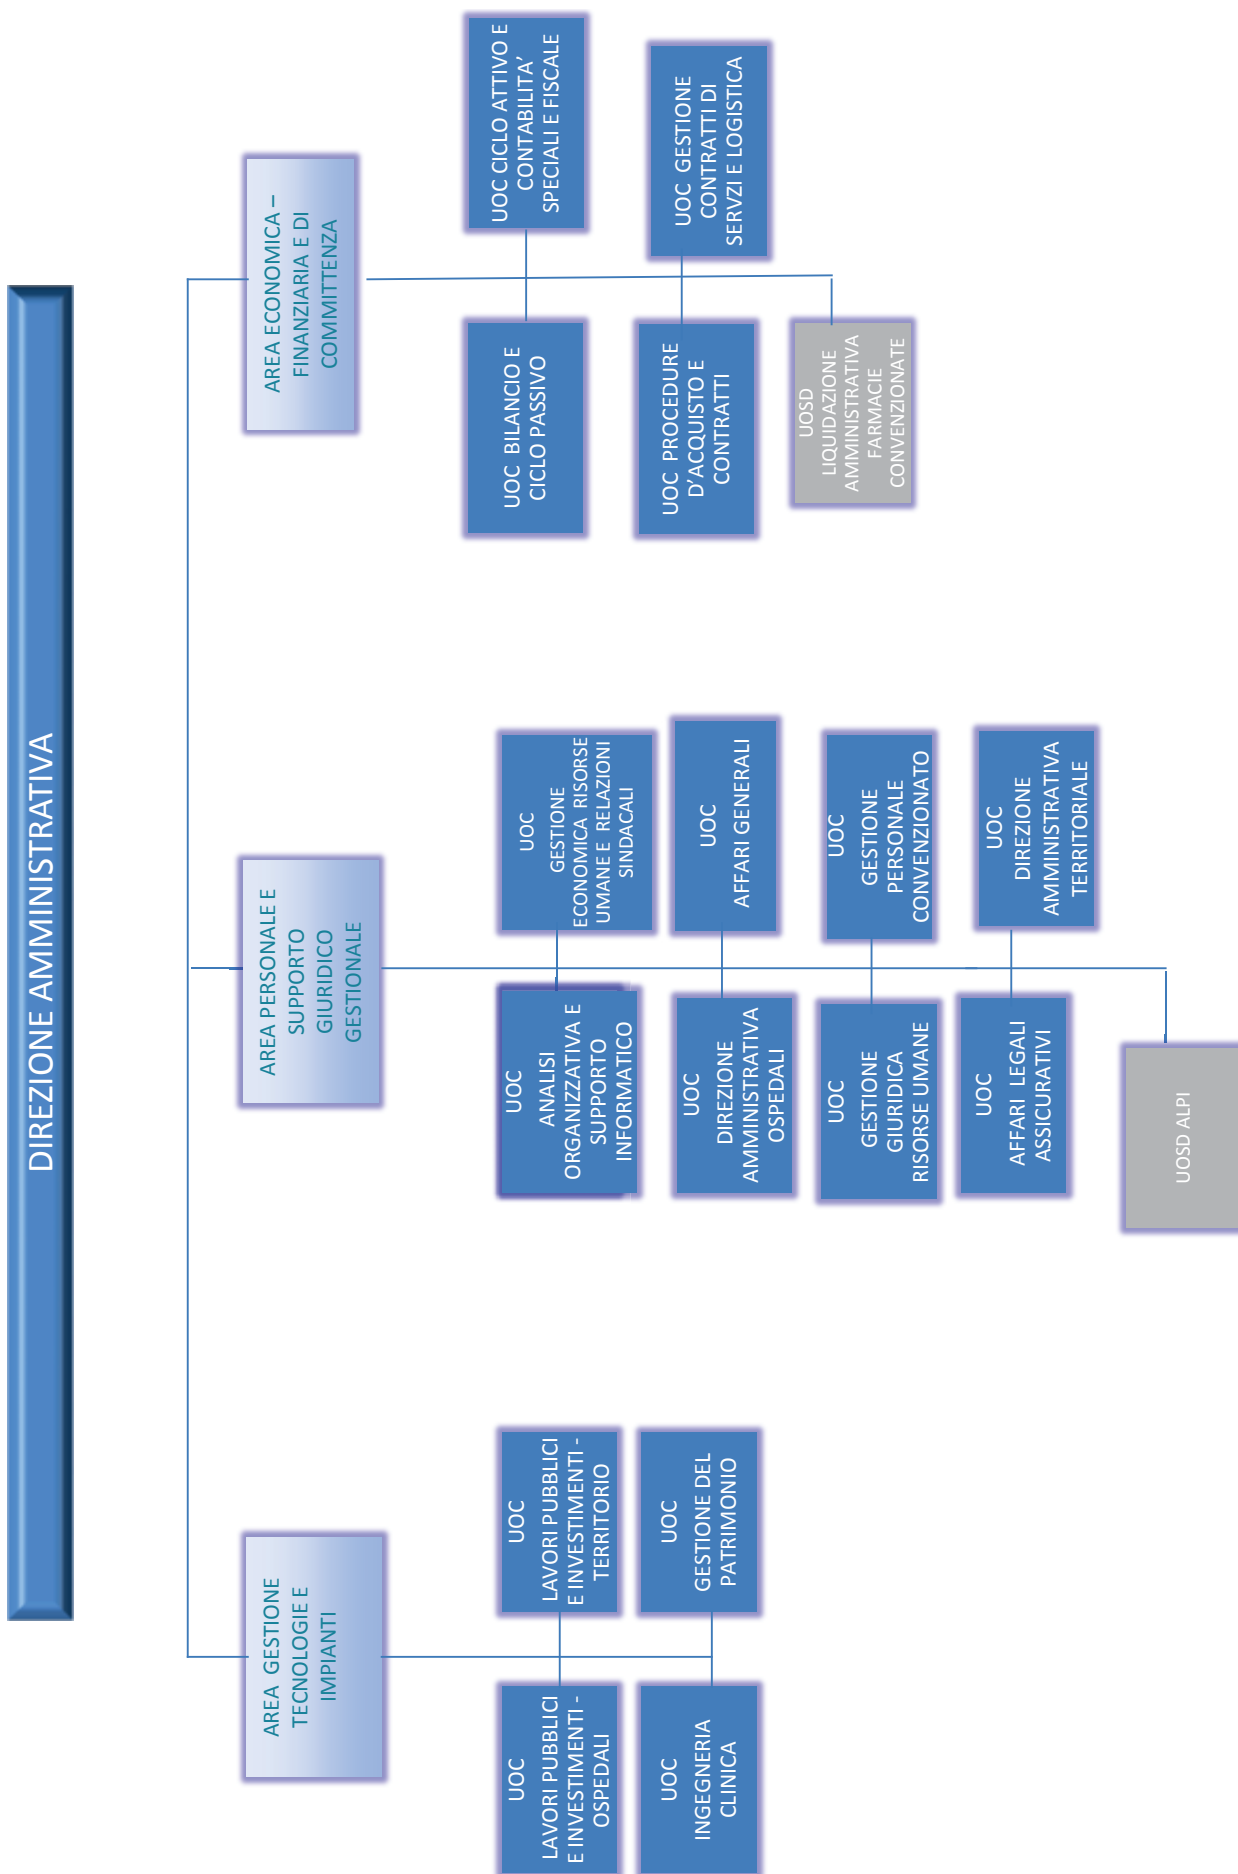 DIREZIONE AMMINISTRATIVA
AREA GESTIONE
TECNOLOGIE E
IMPIANTI
AREA PERSONALE E
SUPPORTO
GIURIDICO
GESTIONALE
AREA ECONOMICA –
FINANZIARIA E DI
COMMITTENZA
UOC
LAVORI PUBBLICI
E INVESTIMENTI -
OSPEDALI
UOC
LAVORI PUBBLICI
E INVESTIMENTI -
TERRITORIO
UOC
INGEGNERIA
CLINICA
UOC
GESTIONE DEL
PATRIMONIO
UOC
ANALISI
ORGANIZZATIVA E
SUPPORTO
INFORMATICO
UOC
GESTIONE
ECONOMICA RISORSE
UMANE E RELAZIONI
SINDACALI
UOC
DIREZIONE
AMMINISTRATIVA
OSPEDALI
UOC
AFFARI GENERALI
UOC
GESTIONE
GIURIDICA
RISORSE UMANE
UOC
GESTIONE
PERSONALE
CONVENZIONATO
UOC
AFFARI LEGALI
ASSICURATIVI
UOC
DIREZIONE
AMMINISTRATIVA
TERRITORIALE
UOSD ALPI
UOC BILANCIO E
CICLO PASSIVO
UOC CICLO ATTIVO E
CONTABILITA’
SPECIALI E FISCALE
UOC PROCEDURE
D’ACQUISTO E
CONTRATTI
UOC GESTIONE
CONTRATTI DI
SERVZI E LOGISTICA
UOSD
LIQUIDAZIONE
AMMINISTRATIVA
FARMACIE
CONVENZIONATE